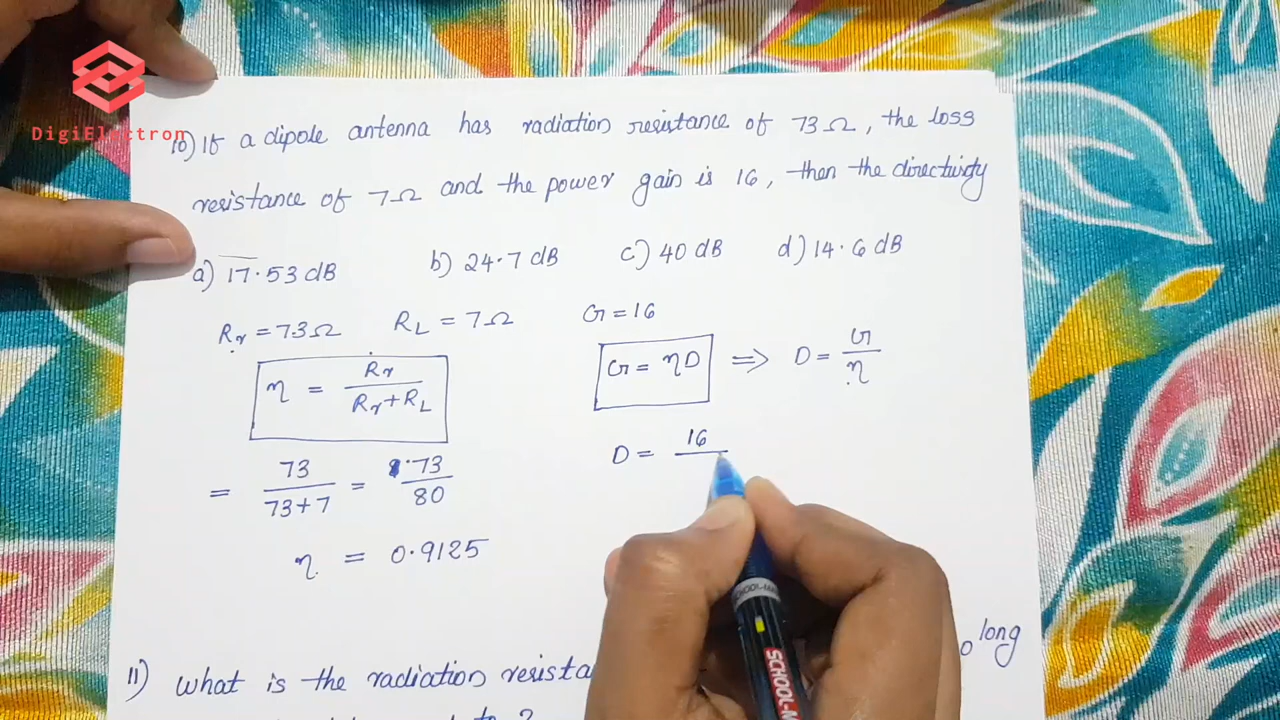 DigiElectron
10) If a dipole antenna has radiation resistance of 73Ω, the loss
resistance of 7Ω and the power gain is 16, then the directivity
a) 17.53 dB b) 24.7 dB c) 40 dB d) 14.6 dB
Rr = 73Ω RL = 7Ω G = 16
η = Rr / (Rr + RL) G = ηD ⟹ D = G / η
= 73 / (73+7) = 73 / 80 D = 16
η = 0.9125
11) What is the radiation long
SCHOOL-M